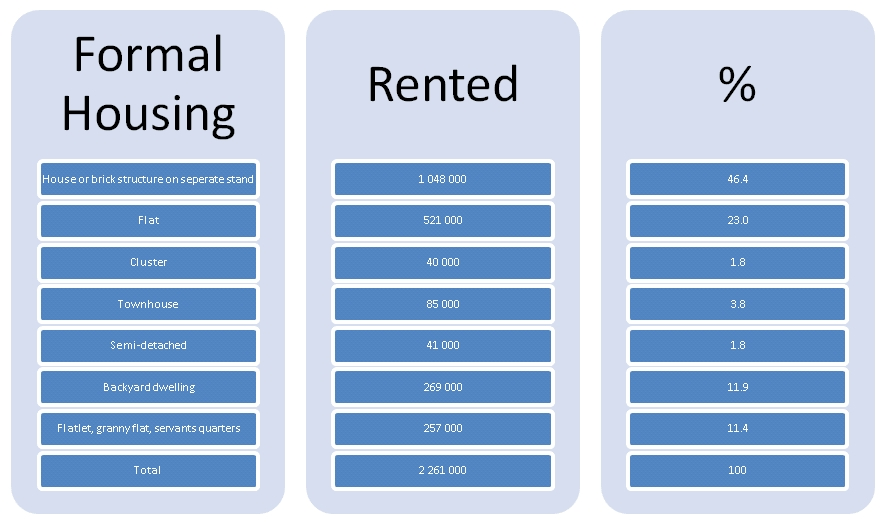 Formal
Housing
Rented
%
House or brick structure on seperate stand
1 048 000
46.4
Flat
521 000
23.0
Cluster
40 000
1.8
Townhouse
85 000
3.8
Semi-detached
41 000
1.8
Backyard dwelling
269 000
11.9
Flatlet, granny flat, servants quarters
257 000
11.4
Total
2 261 000
100